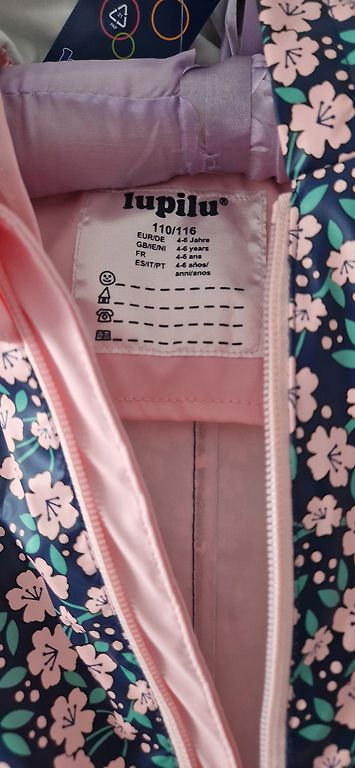 lupilu®
110/116
EUR/DE 4-6 Jahre
GB/IE/NI 4-6 years
FR 4-6 ans
ES/IT/PT 4-6 años/
anni/anos